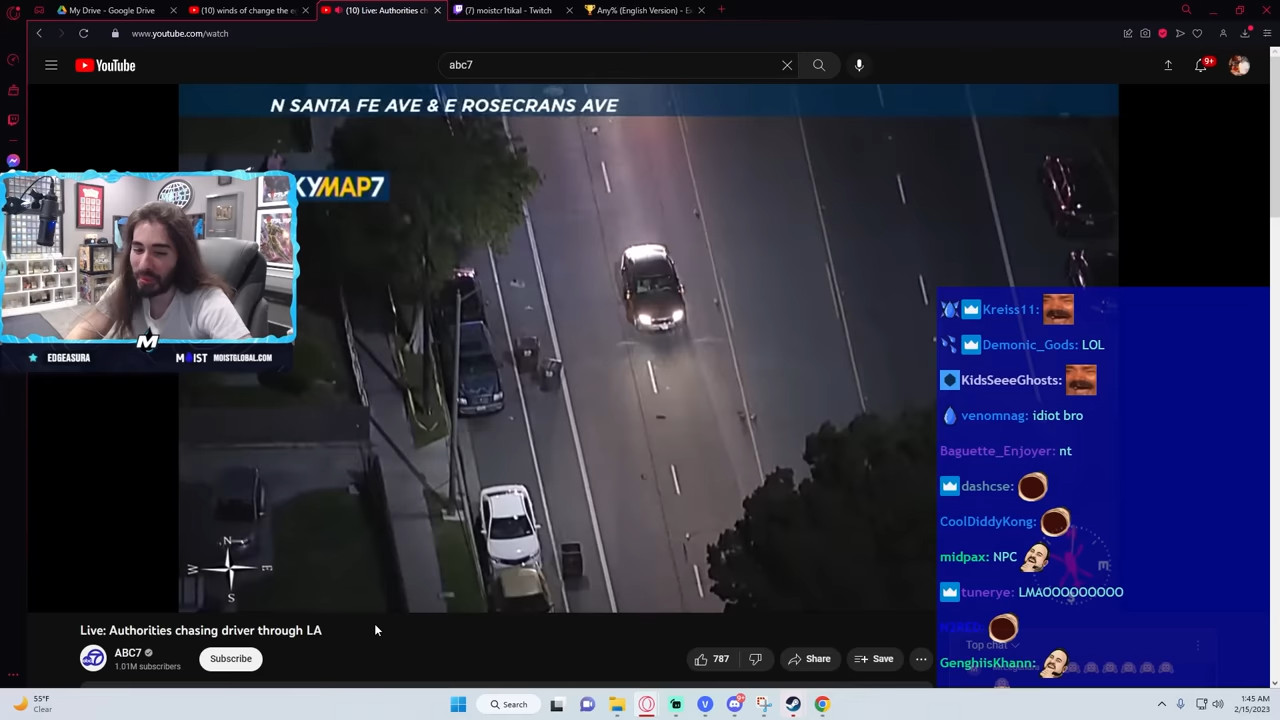 My Drive - Google Drive
(10) winds of change the e
(10) Live: Authorities ch
moistcr1tikal - Twitch
Any% (English Version) - E
www.youtube.com/watch
YouTube
abc7
9+
N SANTA FE AVE & E ROSECRANS AVE
KYMAP7
M
EDGEASURA
MOIST
MOISTGLOBAL.COM
Kreiss11:
Demonic_Gods: LOL
KidsSeeeGhosts:
venomnag: idiot bro
Baguette_Enjoyer: nt
dashcse:
CoolDiddyKong:
midpax: NPC
tunerye: LMAOOOOOOOOO
Top chat
GenghiisKhann:
N
W
E
S
Live: Authorities chasing driver through LA
ABC7
1.01M subscribers
Subscribe
787
Share
Save
55°F
Clear
Search
1:45 AM
2/15/2023